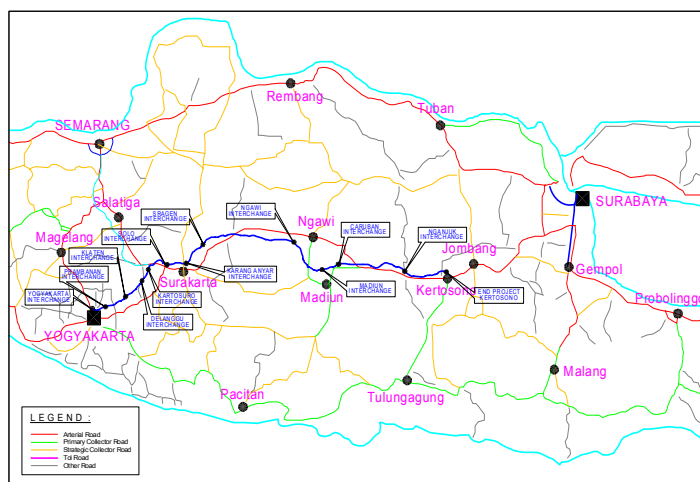 Rembang
Tuban
SEMARANG
SURABAYA
Salatiga
SRAGEN
INTERCHANGE
NGAWI
INTERCHANGE
SOLO
INTERCHANGE
Ngawi
CARUBAN
INTERCHANGE
Magelang
KLATEN
INTERCHANGE
NGANJUK
INTERCHANGE
Jombang
Gempol
PRAMBANAN
INTERCHANGE
Surakarta
KARANG ANYAR
INTERCHANGE
Madiun
MADIUN
INTERCHANGE
Kertosono
END PROJECT
KERTOSONO
YOGYAKARTA
INTERCHANGE
KARTOSURO
INTERCHANGE
Probolinggo
YOGYAKARTA
DELANGGU
INTERCHANGE
Malang
Pacitan
Tulungagung
LEGEND :
Arterial Road
Primary Collector Road
Strategic Collector Road
Tol Road
Other Road